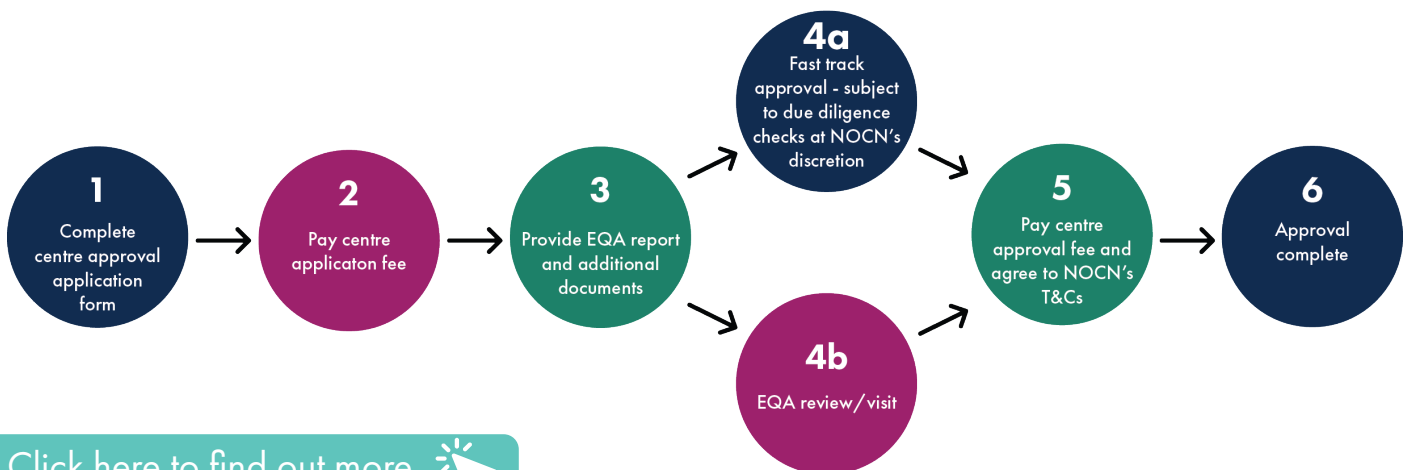 1
Complete
centre approval
application
form
2
Pay centre
applicaton fee
3
Provide EQA report
and additional
documents
4a
Fast track
approval - subject
to due diligence
checks at NOCN's
discretion
4b
EQA review/visit
5
Pay centre
approval fee and
agree to NOCN's
T&Cs
6
Approval
complete
Click here to find out more